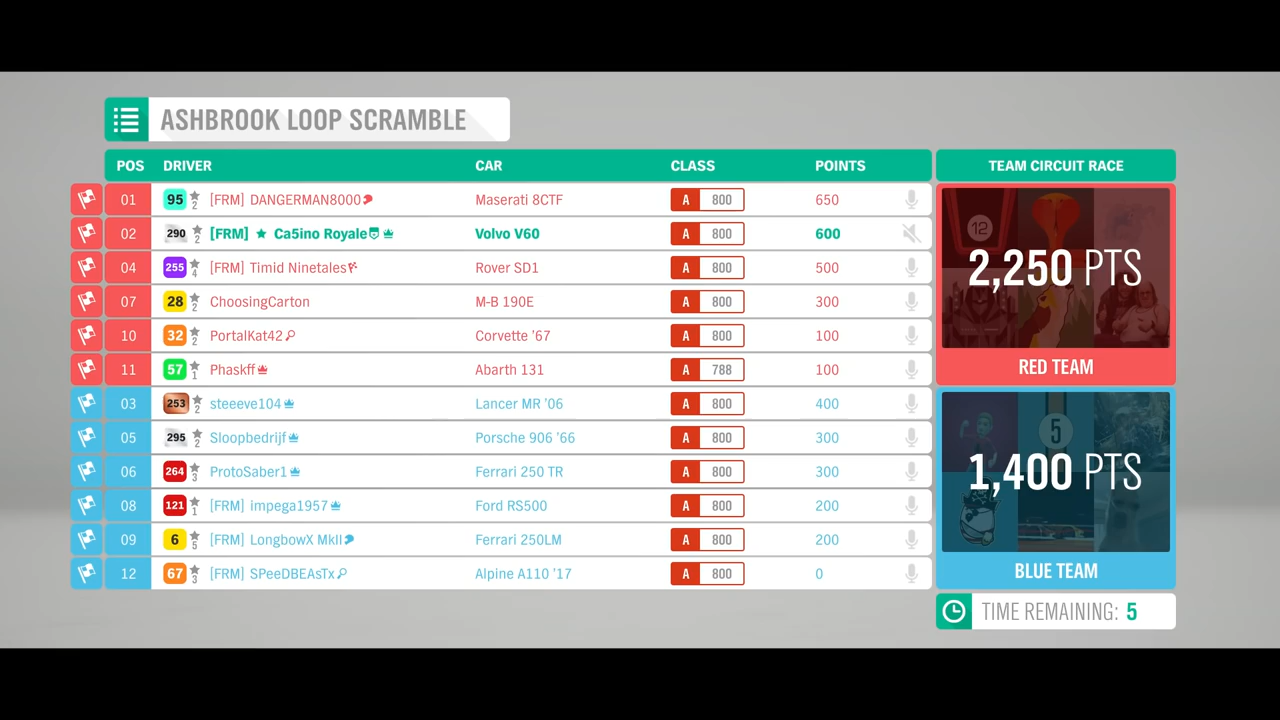 ASHBROOK LOOP SCRAMBLE
POS DRIVER CAR CLASS POINTS TEAM CIRCUIT RACE
01 95 2 [FRM] DANGERMAN8000 Maserati 8CTF A 800 650
02 290 2 [FRM] ★ Ca5ino Royale Volvo V60 A 800 600
04 255 4 [FRM] TImid Ninetales Rover SD1 A 800 500
07 28 2 ChoosingCarton M-B 190E A 800 300
10 32 2 PortalKat42 Corvette '67 A 800 100
11 57 1 Phaskff Abarth 131 A 788 100
03 253 2 steeeve104 Lancer MR '06 A 800 400
05 295 2 Sloopbedrijf Porsche 906 '66 A 800 300
06 264 3 ProtoSaber1 Ferrari 250 TR A 800 300
08 121 1 [FRM] impega1957 Ford RS500 A 800 200
09 6 5 [FRM] LongbowX MkII Ferrari 250LM A 800 200
12 67 3 [FRM] SPeeDBEAsTx Alpine A110 '17 A 800 0
12
2,250 PTS
RED TEAM
5
1,400 PTS
BLUE TEAM
TIME REMAINING: 5